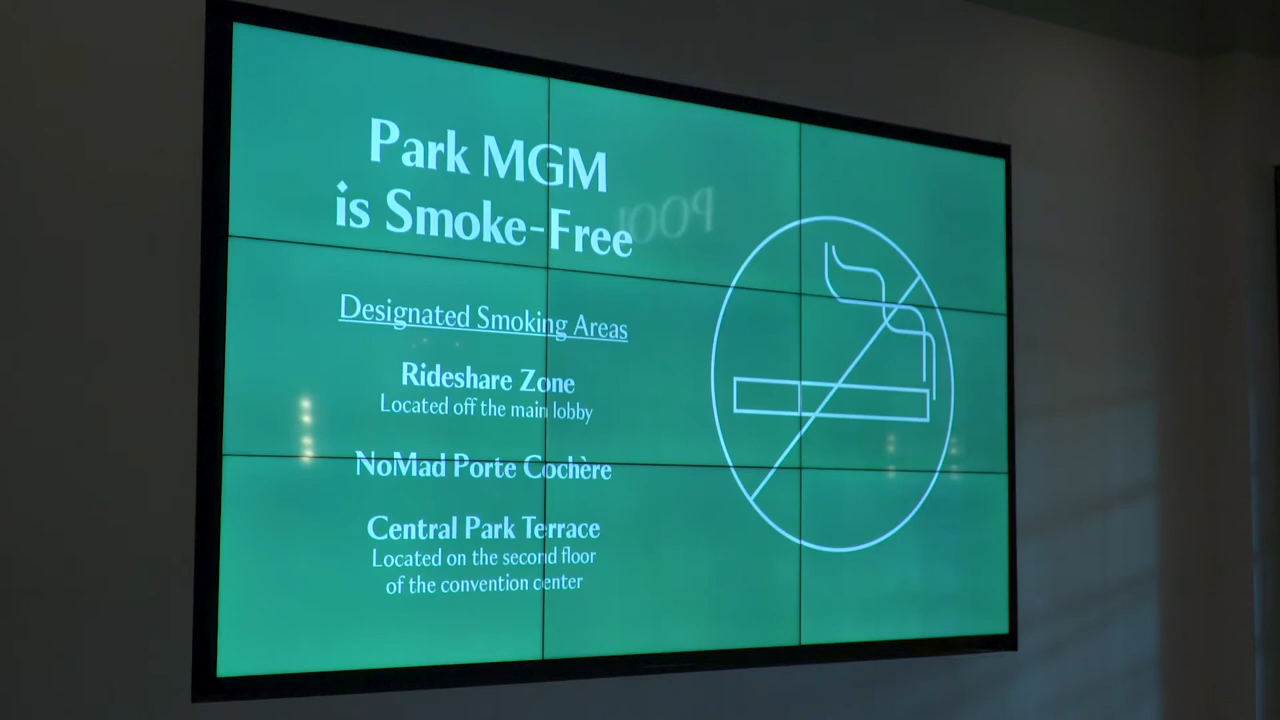 Park MGM
is Smoke-Free
POOL
Designated Smoking Areas
Rideshare Zone
Located off the main lobby
NoMad Porte Cochère
Central Park Terrace
Located on the second floor
of the convention center